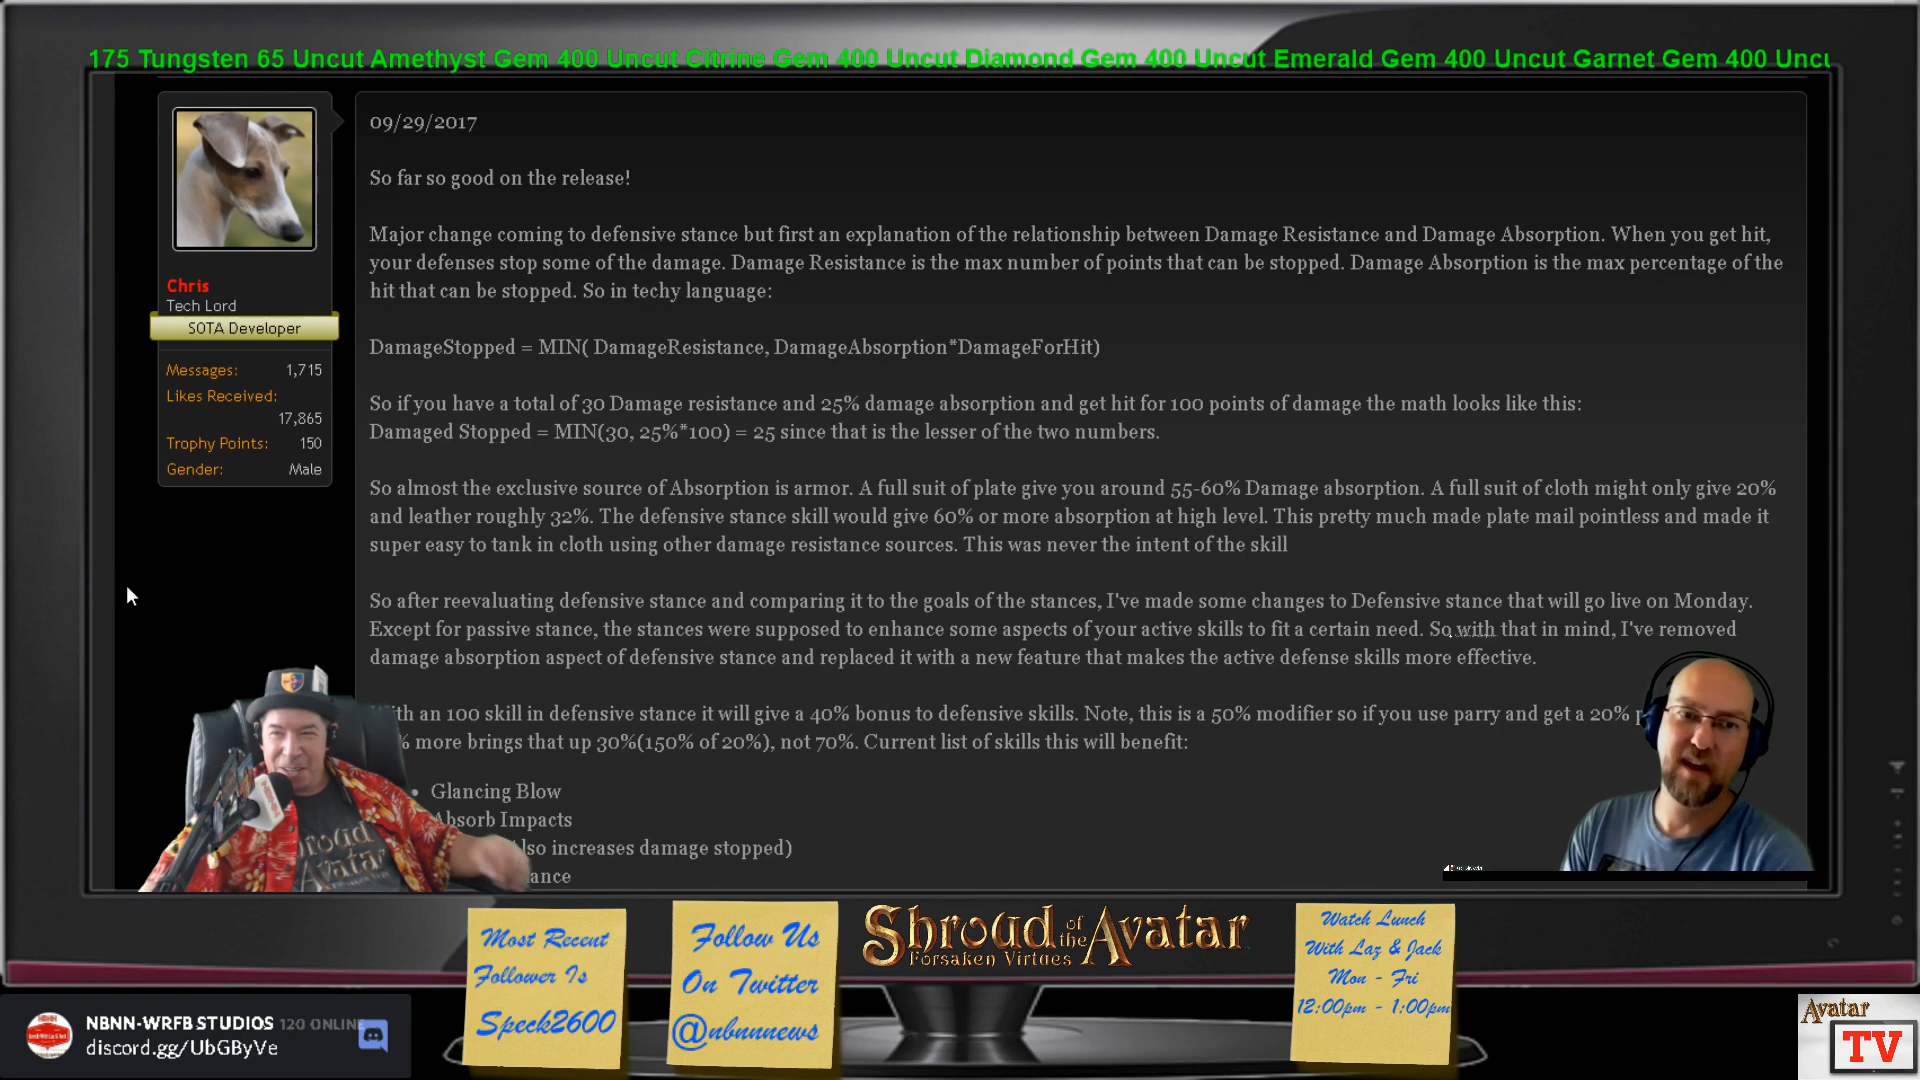 175 Tungsten 65 Uncut Amethyst Gem 400 Uncut Citrine Gem 400 Uncut Diamond Gem 400 Uncut Emerald Gem 400 Uncut Garnet Gem 400
09/29/2017
So far so good on the release!
Major change coming to defensive stance but first an explanation of the relationship between Damage Resistance and Damage Absorption. When you get hit,
your defenses stop some of the damage. Damage Resistance is the max number of points that can be stopped. Damage Absorption is the max percentage of the
hit that can be stopped. So in techy language:
DamageStopped = MIN( DamageResistance, DamageAbsorption*DamageForHit)
So if you have a total of 30 Damage resistance and 25% damage absorption and get hit for 100 points of damage the math looks like this:
Damaged Stopped = MIN(30, 25%*100) = 25 since that is the lesser of the two numbers.
So almost the exclusive source of Absorption is armor. A full suit of plate give you around 55-60% Damage absorption. A full suit of cloth might only give 20%
and leather roughly 32%. The defensive stance skill would give 60% or more absorption at high level. This pretty much made plate mail pointless and made it
super easy to tank in cloth using other damage resistance sources. This was never the intent of the skill
So after reevaluating defensive stance and comparing it to the goals of the stances, I've made some changes to Defensive stance that will go live on Monday.
Except for passive stance, the stances were supposed to enhance some aspects of your active skills to fit a certain need. So with that in mind, I've removed
damage absorption aspect of defensive stance and replaced it with a new feature that makes the active defense skills more effective.
an 100 skill in defensive stance it will give a 40% bonus to defensive skills. Note, this is a 50% modifier so if you use parry and get a 20%
more brings that up 30%(150% of 20%), not 70%. Current list of skills this will benefit:
• Glancing Blow
Absorb Impacts
increases damage stopped)
Chris
Tech Lord
SOTA Developer
Messages: 1,715
Likes Received:
17,865
Trophy Points: 150
Gender: Male
Shroud
Avatar
Most Recent
Follower Is
Speck2600
Follow Us
On Twitter
@nbnnnews
Shroud of the Avatar
Forsaken Virtues
Watch Lunch
With Laz & Jack
Mon - Fri
12:00pm - 1:00pm
NBNN-WRFB STUDIOS 120 ONLINE
discord.gg/UbGByVe
Avatar
TV